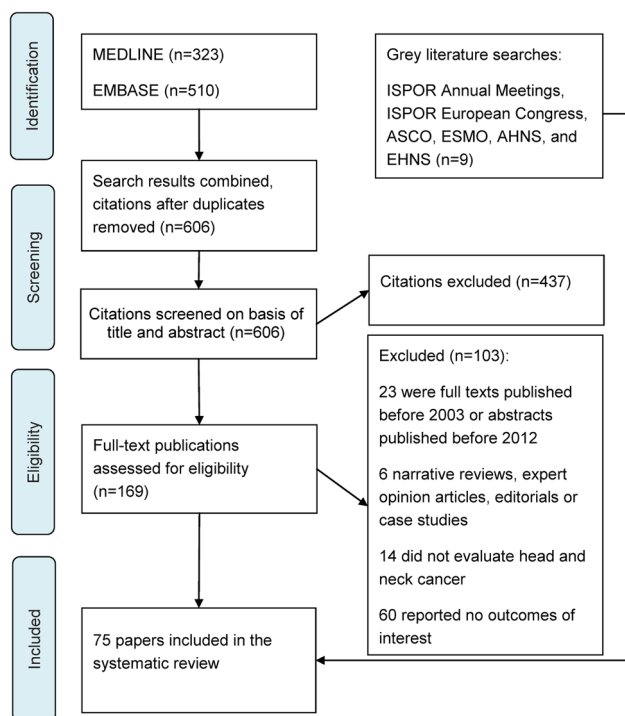 Identification
MEDLINE (n=323)
EMBASE (n=510)
Grey literature searches:
ISPOR Annual Meetings,
ISPOR European Congress,
ASCO, ESMO, AHNS, and
EHNS (n=9)
Screening
Search results combined,
citations after duplicates
removed (n=606)
Citations screened on basis of
title and abstract (n=606)
Citations excluded (n=437)
Eligibility
Full-text publications
assessed for eligibility
(n=169)
Excluded (n=103):
23 were full texts published
before 2003 or abstracts
published before 2012
6 narrative reviews, expert
opinion articles, editorials or
case studies
14 did not evaluate head and
neck cancer
60 reported no outcomes of
interest
Included
75 papers included in the
systematic review